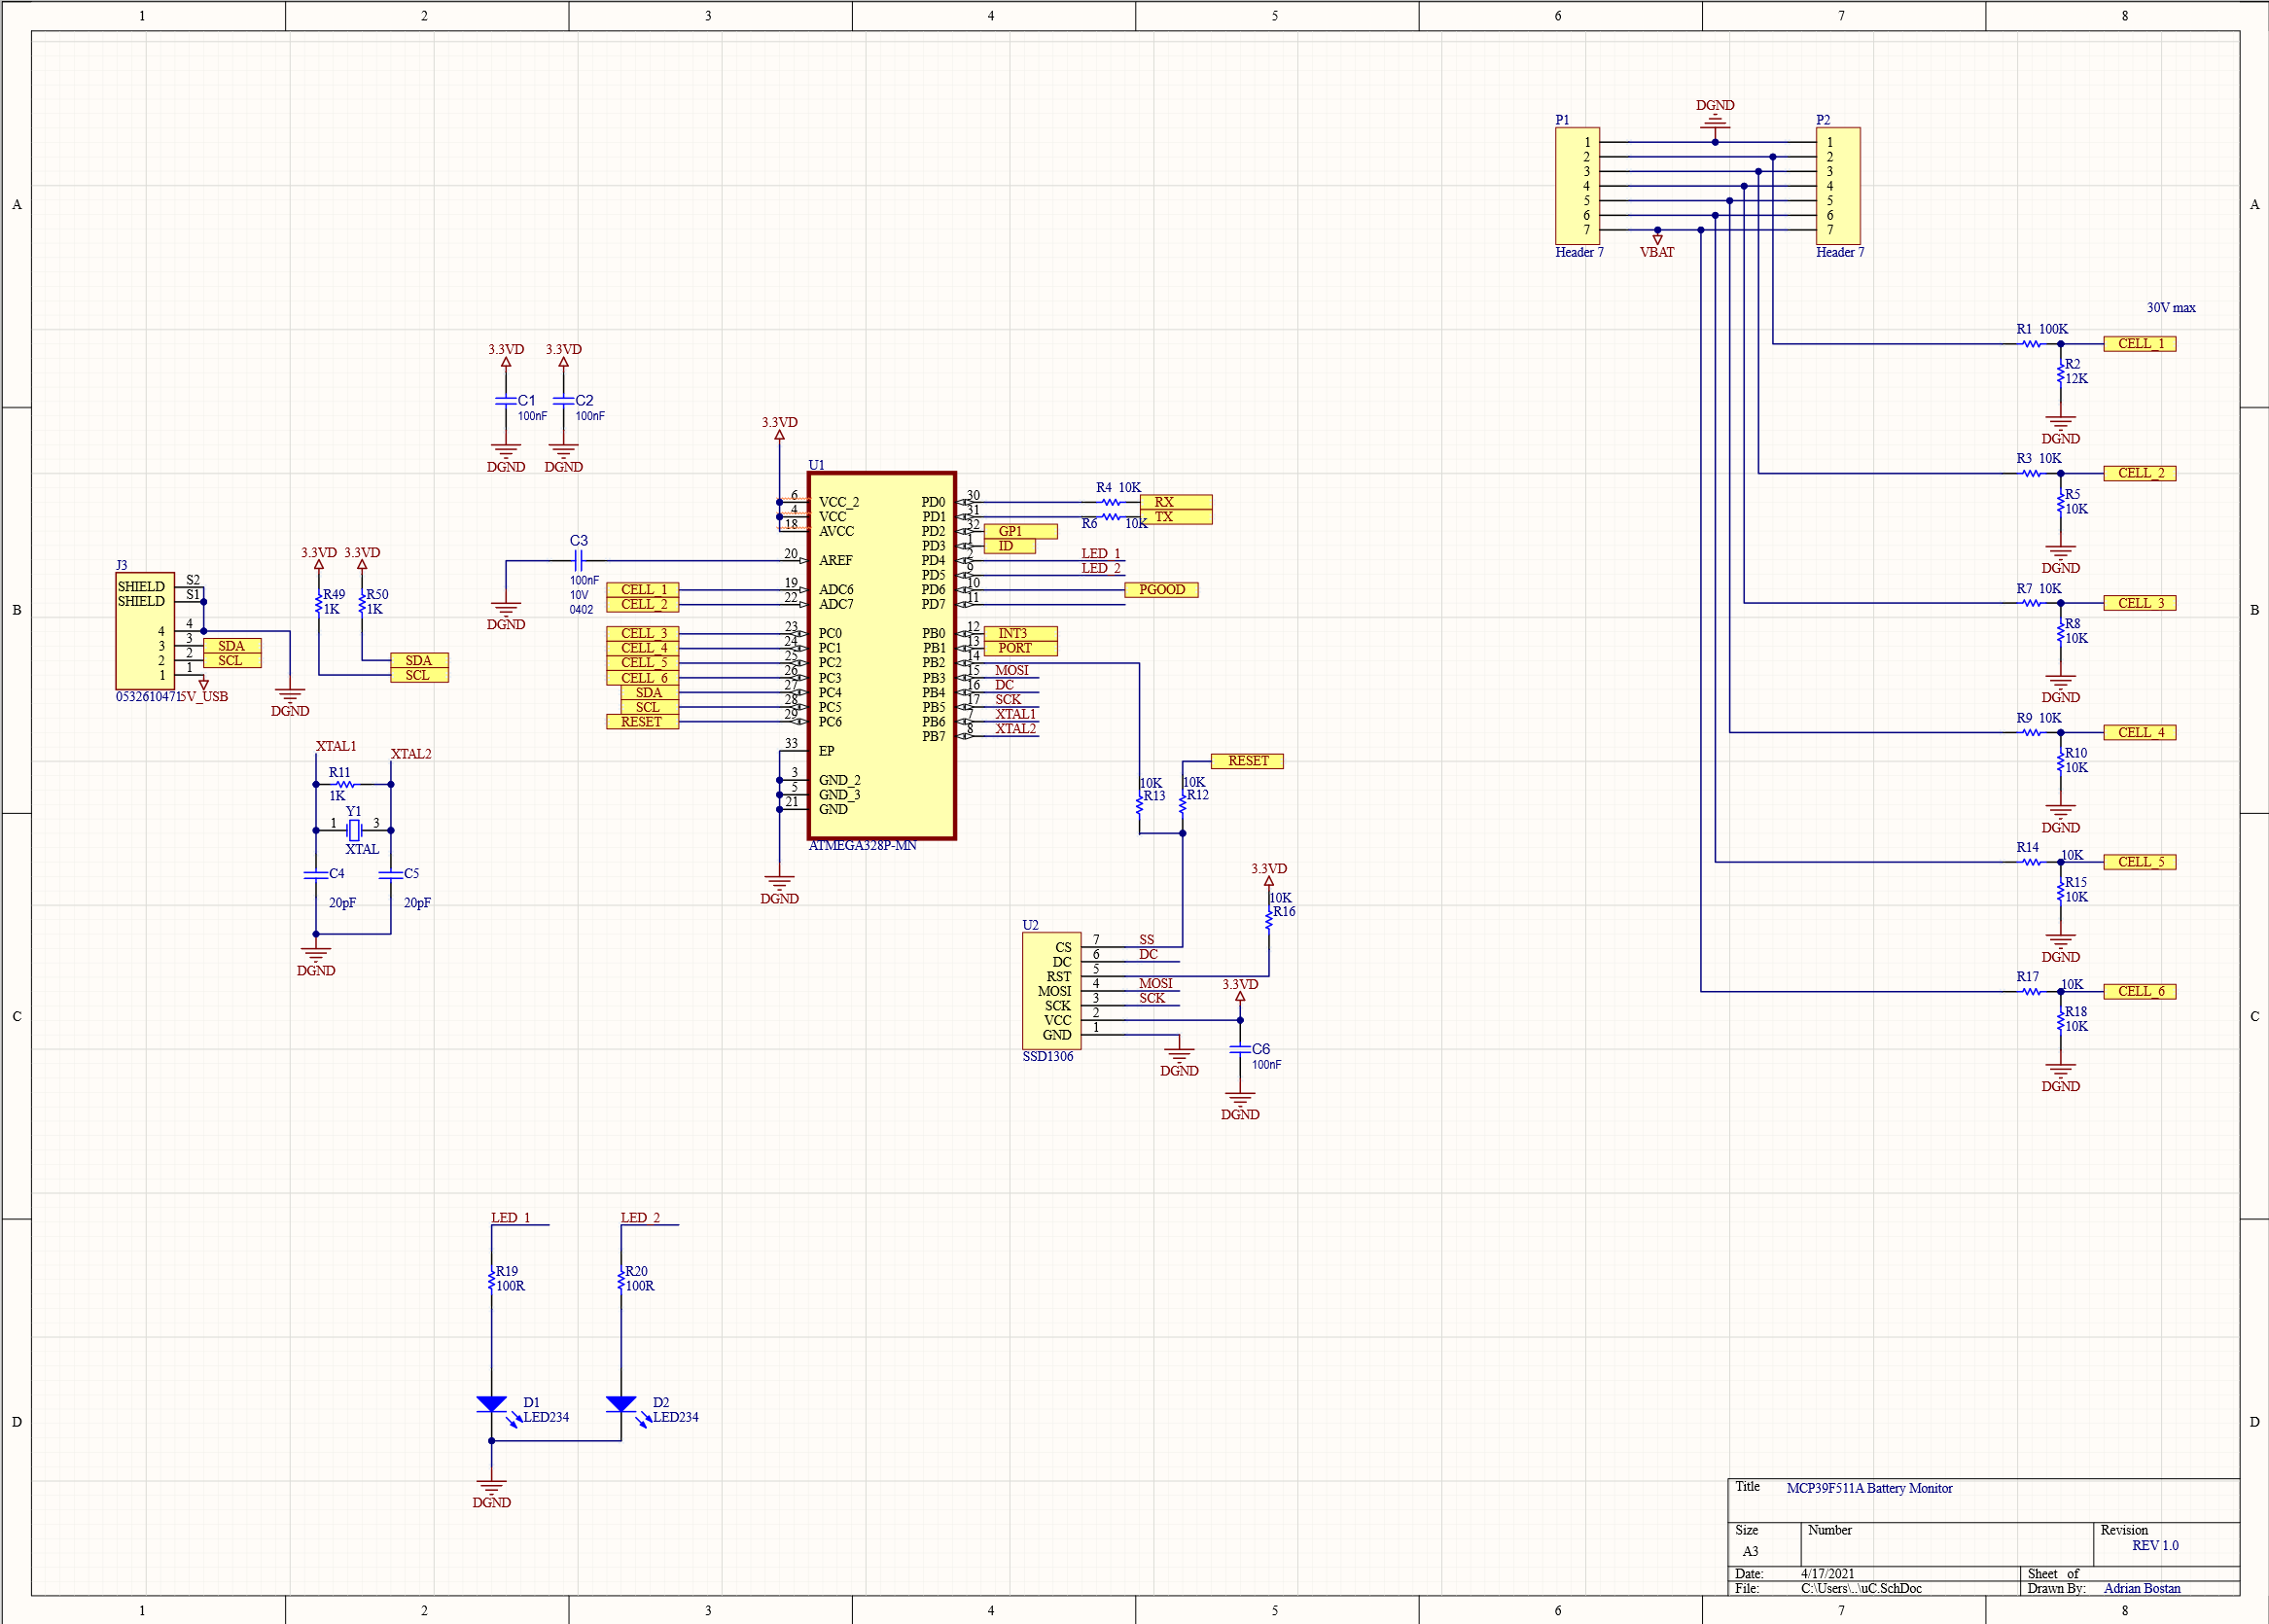 1 2 3 4 5 6 7 8
A A
B B
C C
D D
DGND
P1
1
2
3
4
5
6
7
Header 7
VBAT
P2
1
2
3
4
5
6
7
Header 7
30V max
R1 100K
CELL_1
R2
12K
DGND
R3 10K
CELL_2
R5
10K
DGND
R7 10K
CELL_3
R8
10K
DGND
R9 10K
CELL_4
R10
10K
DGND
R14 10K
CELL_5
R15
10K
DGND
R17 10K
CELL_6
R18
10K
DGND
3.3VD 3.3VD
C1 C2
100nF 100nF
DGND DGND
3.3VD
U1
6 VCC_2
4 VCC
18 AVCC
20 AREF
19 ADC6
22 ADC7
23 PC0
24 PC1
25 PC2
26 PC3
27 PC4
28 PC5
29 PC6
33 EP
3 GND_2
5 GND_3
21 GND
PD0 30
PD1 31
PD2 32
PD3 1
PD4 2
PD5 9
PD6 10
PD7 11
PB0 12
PB1 13
PB2 14
PB3 15
PB4 16
PB5 17
PB6 7
PB7 8
ATMEGA328P-MN
DGND
C3
100nF
10V
0402
DGND
CELL_1
CELL_2
CELL_3
CELL_4
CELL_5
CELL_6
SDA
SCL
RESET
R4 10K
RX
R6 10K
TX
GP1
ID
LED_1
LED_2
PGOOD
INT3
PORT
MOSI
DC
SCK
XTAL1
XTAL2
RESET
10K
R13
10K
R12
J3
SHIELD S2
SHIELD S1
4 4
3 3
2 2
1 1
SDA
SCL
0532610471
5V_USB
DGND
3.3VD 3.3VD
R49
1K
R50
1K
SDA
SCL
XTAL1
XTAL2
R11
1K
Y1
1 3
XTAL
C4
20pF
C5
20pF
DGND
3.3VD
10K
R16
U2
CS 7 SS
DC 6 DC
RST 5
MOSI 4 MOSI
SCK 3 SCK
VCC 2
GND 1
SSD1306
DGND
3.3VD
C6
100nF
DGND
LED_1
LED_2
R19
100R
R20
100R
D1
LED234
D2
LED234
DGND
Title MCP39F511A Battery Monitor
Size
A3
Number
Revision
REV 1.0
Date: 4/17/2021 Sheet of
File: C:\Users\..\uC.SchDoc Drawn By: Adrian Bostan
1 2 3 4 5 6 7 8